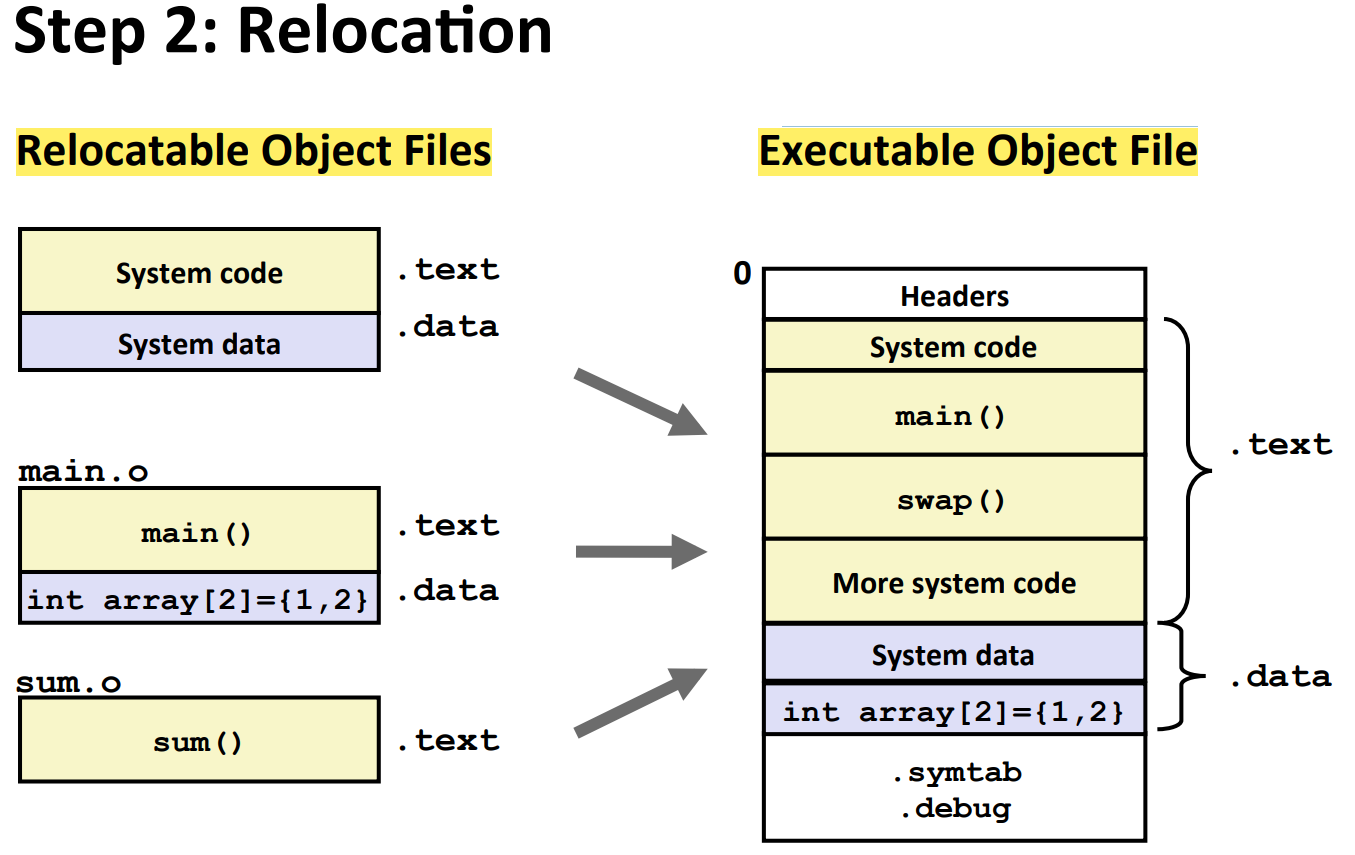 Step 2: Relocation
Relocatable Object Files
System code
.text
System data
.data
main.o
main()
.text
int array[2]={1,2}
.data
sum.o
sum()
.text
Executable Object File
0
Headers
System code
main()
swap()
More system code
.text
System data
int array[2]={1,2}
.data
.symtab
.debug